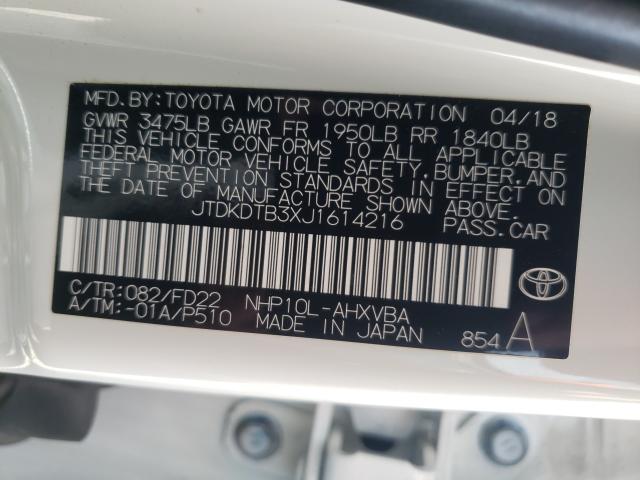 MFD.BY:TOYOTA MOTOR CORPORATION 04/18
GVWR 3475LB GAWR FR 1950LB RR 1840LB
THIS VEHICLE CONFORMS TO ALL APPLICABLE
FEDERAL MOTOR VEHICLE SAFETY,BUMPER,AND
THEFT PREVENTION STANDARDS IN EFFECT ON
THE DATE OF MANUFACTURE SHOWN ABOVE.
JTDKDTB3XJ1614216 PASS.CAR
C/TR:082/FD22 NHP10L-AHXVBA
A/TM:-01A/P510 MADE IN JAPAN 854A